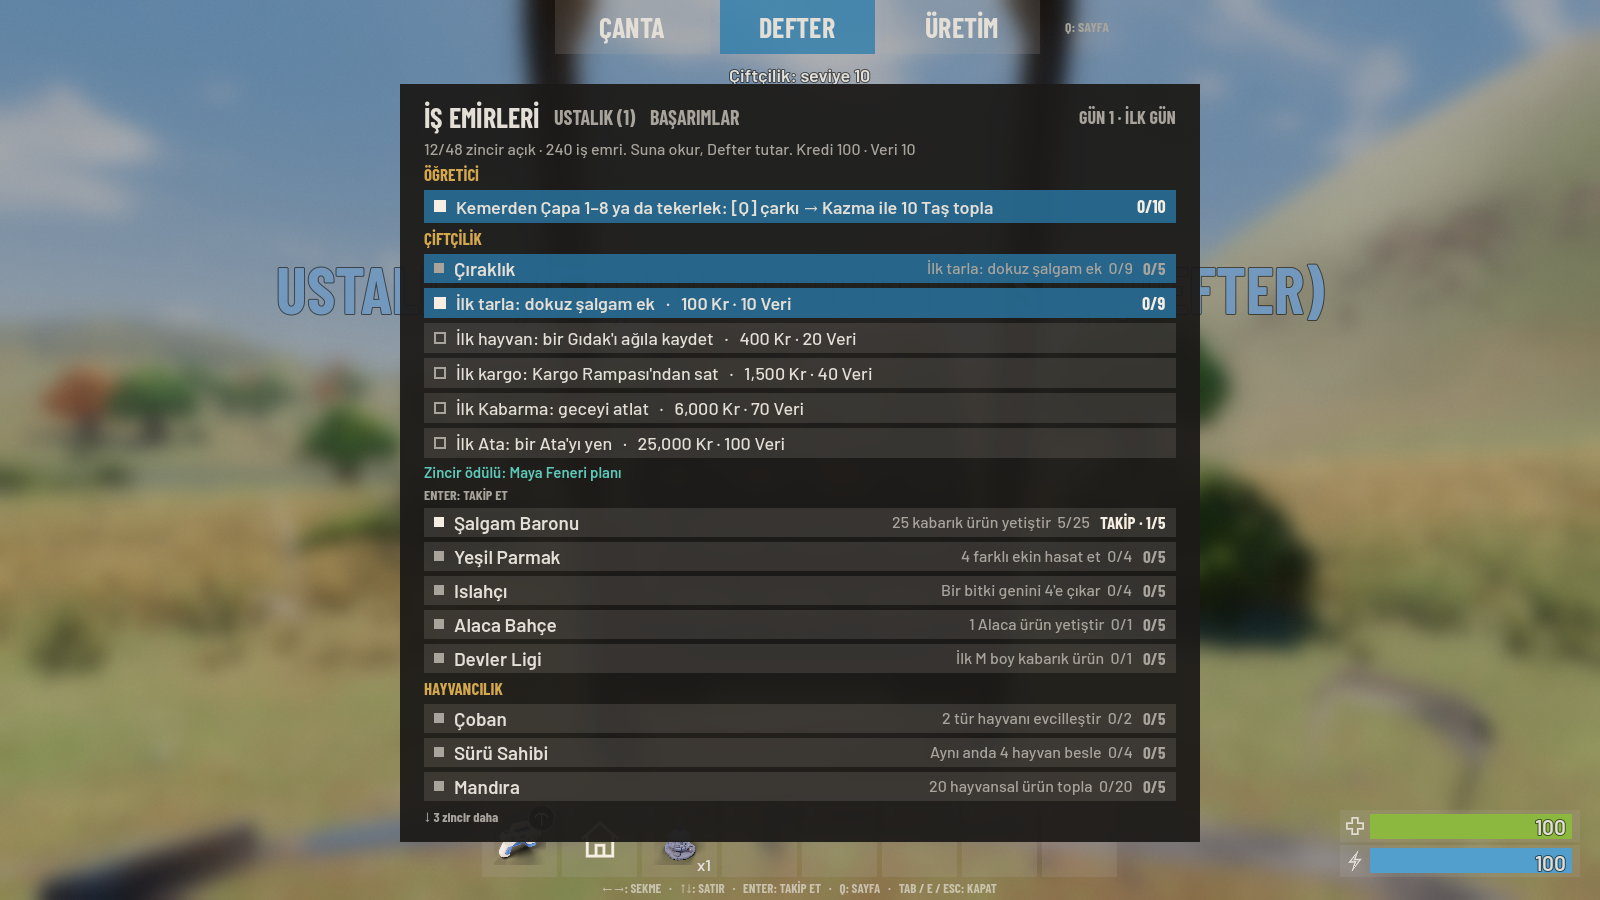 ÇANTA DEFTER ÜRETİM Q: SAYFA
Çiftçilik: seviye 10
İŞ EMİRLERİ USTALIK (1) BAŞARIMLAR GÜN 1 · İLK GÜN
12/48 zincir açık · 240 iş emri. Suna okur, Defter tutar. Kredi 100 · Veri 10
ÖĞRETİCİ
Kemerden Çapa 1–8 ya da tekerlek: [Q] çarkı → Kazma ile 10 Taş topla 0/10
ÇİFTÇİLİK
Çıraklık İlk tarla: dokuz şalgam ek 0/9 0/5
USTAL FTER)
İlk tarla: dokuz şalgam ek · 100 Kr · 10 Veri 0/9
İlk hayvan: bir Gıdak'ı ağıla kaydet · 400 Kr · 20 Veri
İlk kargo: Kargo Rampası'ndan sat · 1,500 Kr · 40 Veri
İlk Kabarma: geceyi atlat · 6,000 Kr · 70 Veri
İlk Ata: bir Ata'yı yen · 25,000 Kr · 100 Veri
Zincir ödülü: Maya Feneri planı
ENTER: TAKİP ET
Şalgam Baronu 25 kabarık ürün yetiştir 5/25 TAKİP · 1/5
Yeşil Parmak 4 farklı ekin hasat et 0/4 0/5
Islahçı Bir bitki genini 4'e çıkar 0/4 0/5
Alaca Bahçe 1 Alaca ürün yetiştir 0/1 0/5
Devler Ligi İlk M boy kabarık ürün 0/1 0/5
HAYVANCILIK
Çoban 2 tür hayvanı evcilleştir 0/2 0/5
Sürü Sahibi Aynı anda 4 hayvan besle 0/4 0/5
Mandıra 20 hayvansal ürün topla 0/20 0/5
↓ 3 zincir daha
x1
100
100
←→: SEKME · ↑↓: SATIR · ENTER: TAKİP ET · Q: SAYFA · TAB / E / ESC: KAPAT